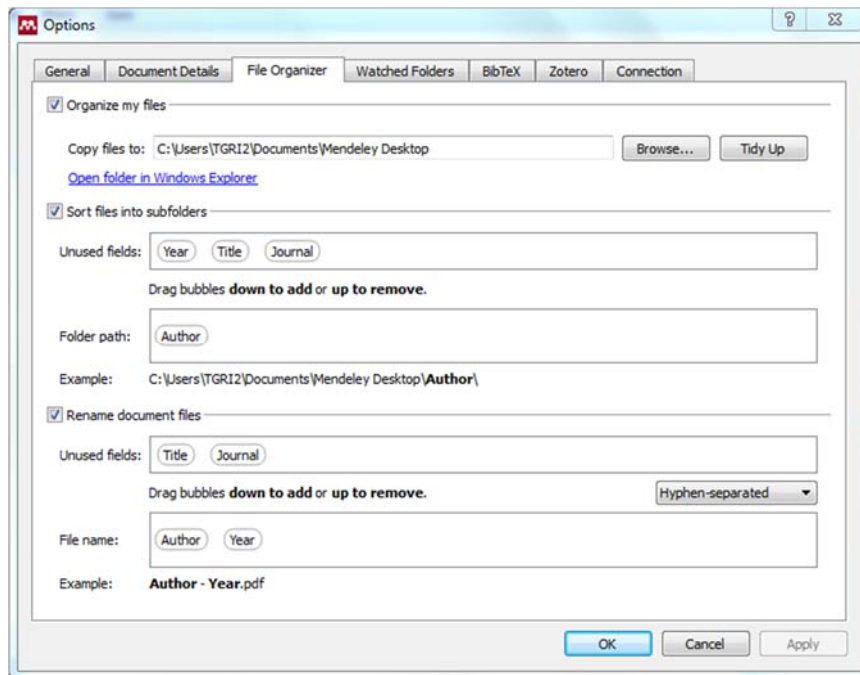 Options
General Document Details File Organizer Watched Folders BibTeX Zotero Connection
Organize my files
Copy files to: C:\Users\TGRI2\Documents\Mendeley Desktop Browse... Tidy Up
Open folder in Windows Explorer
Sort files into subfolders
Unused fields: Year Title Journal
Drag bubbles down to add or up to remove.
Folder path: Author
Example: C:\Users\TGRI2\Documents\Mendeley Desktop\Author\
Rename document files
Unused fields: Title Journal
Drag bubbles down to add or up to remove. Hyphen-separated
File name: Author Year
Example: Author - Year.pdf
OK Cancel Apply